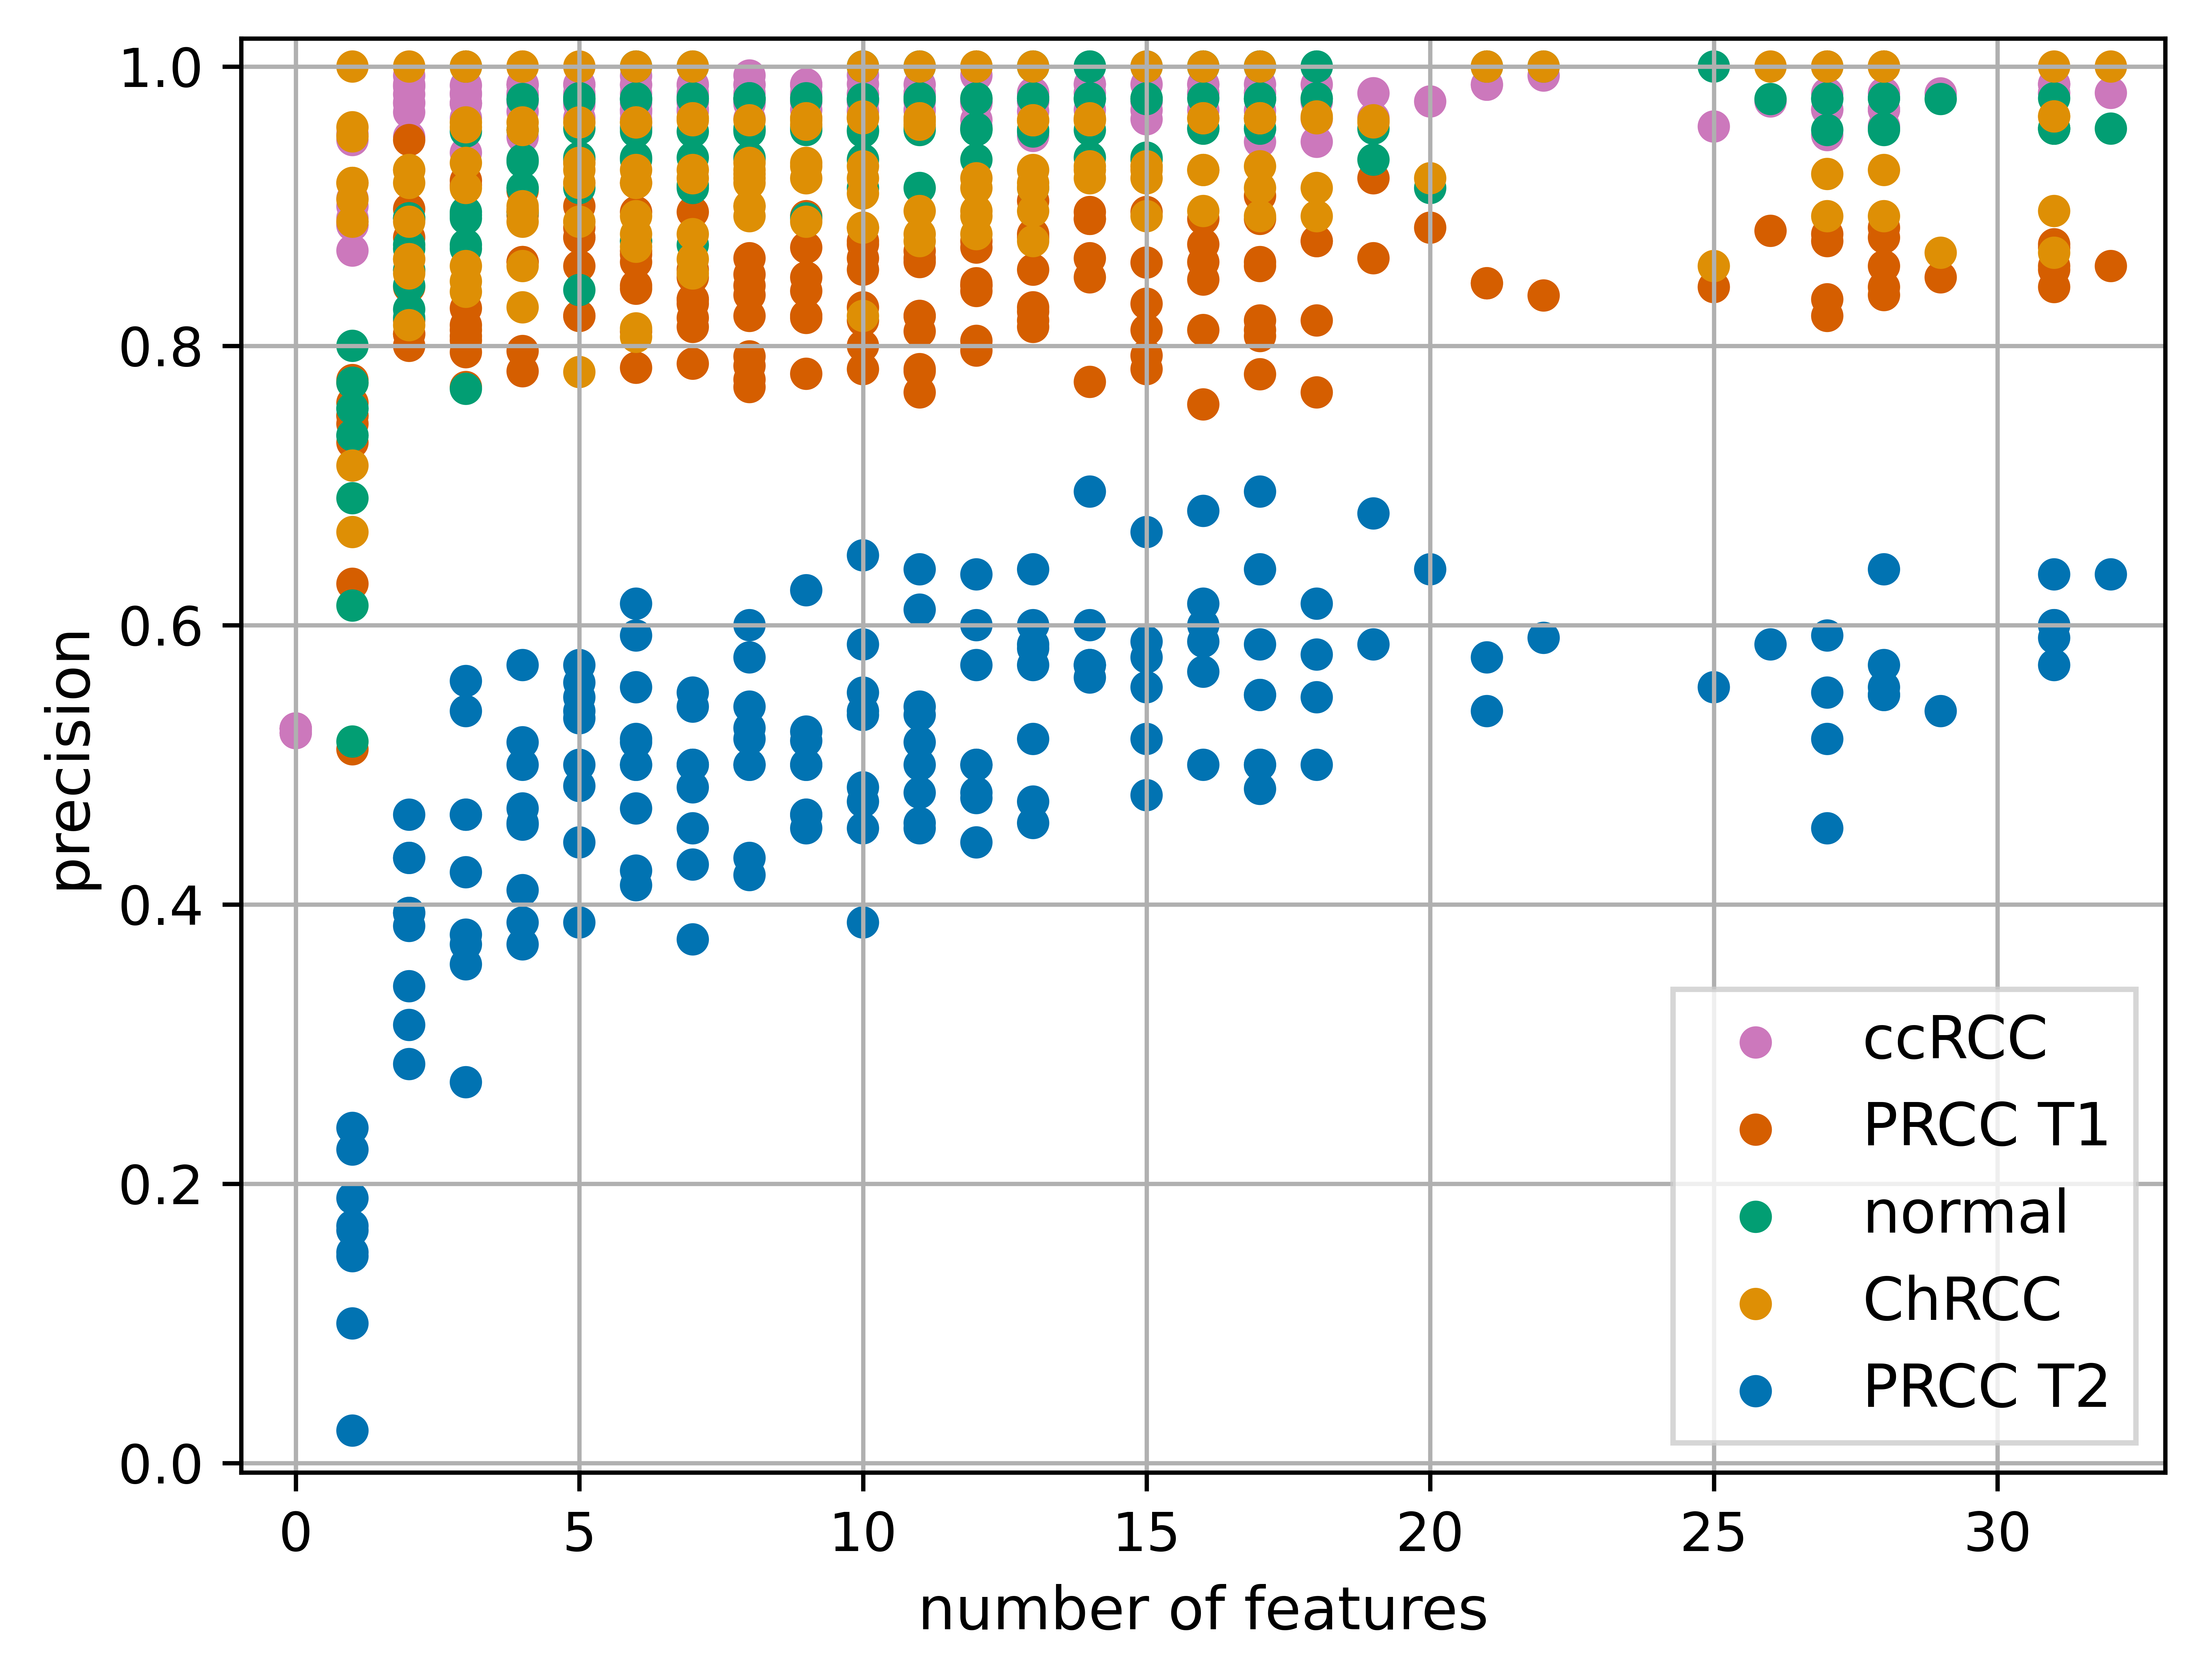 1.0
0.8
0.6
0.4
0.2
0.0
precision
0 5 10 15 20 25 30
number of features
ccRCC
PRCC T1
normal
ChRCC
PRCC T2